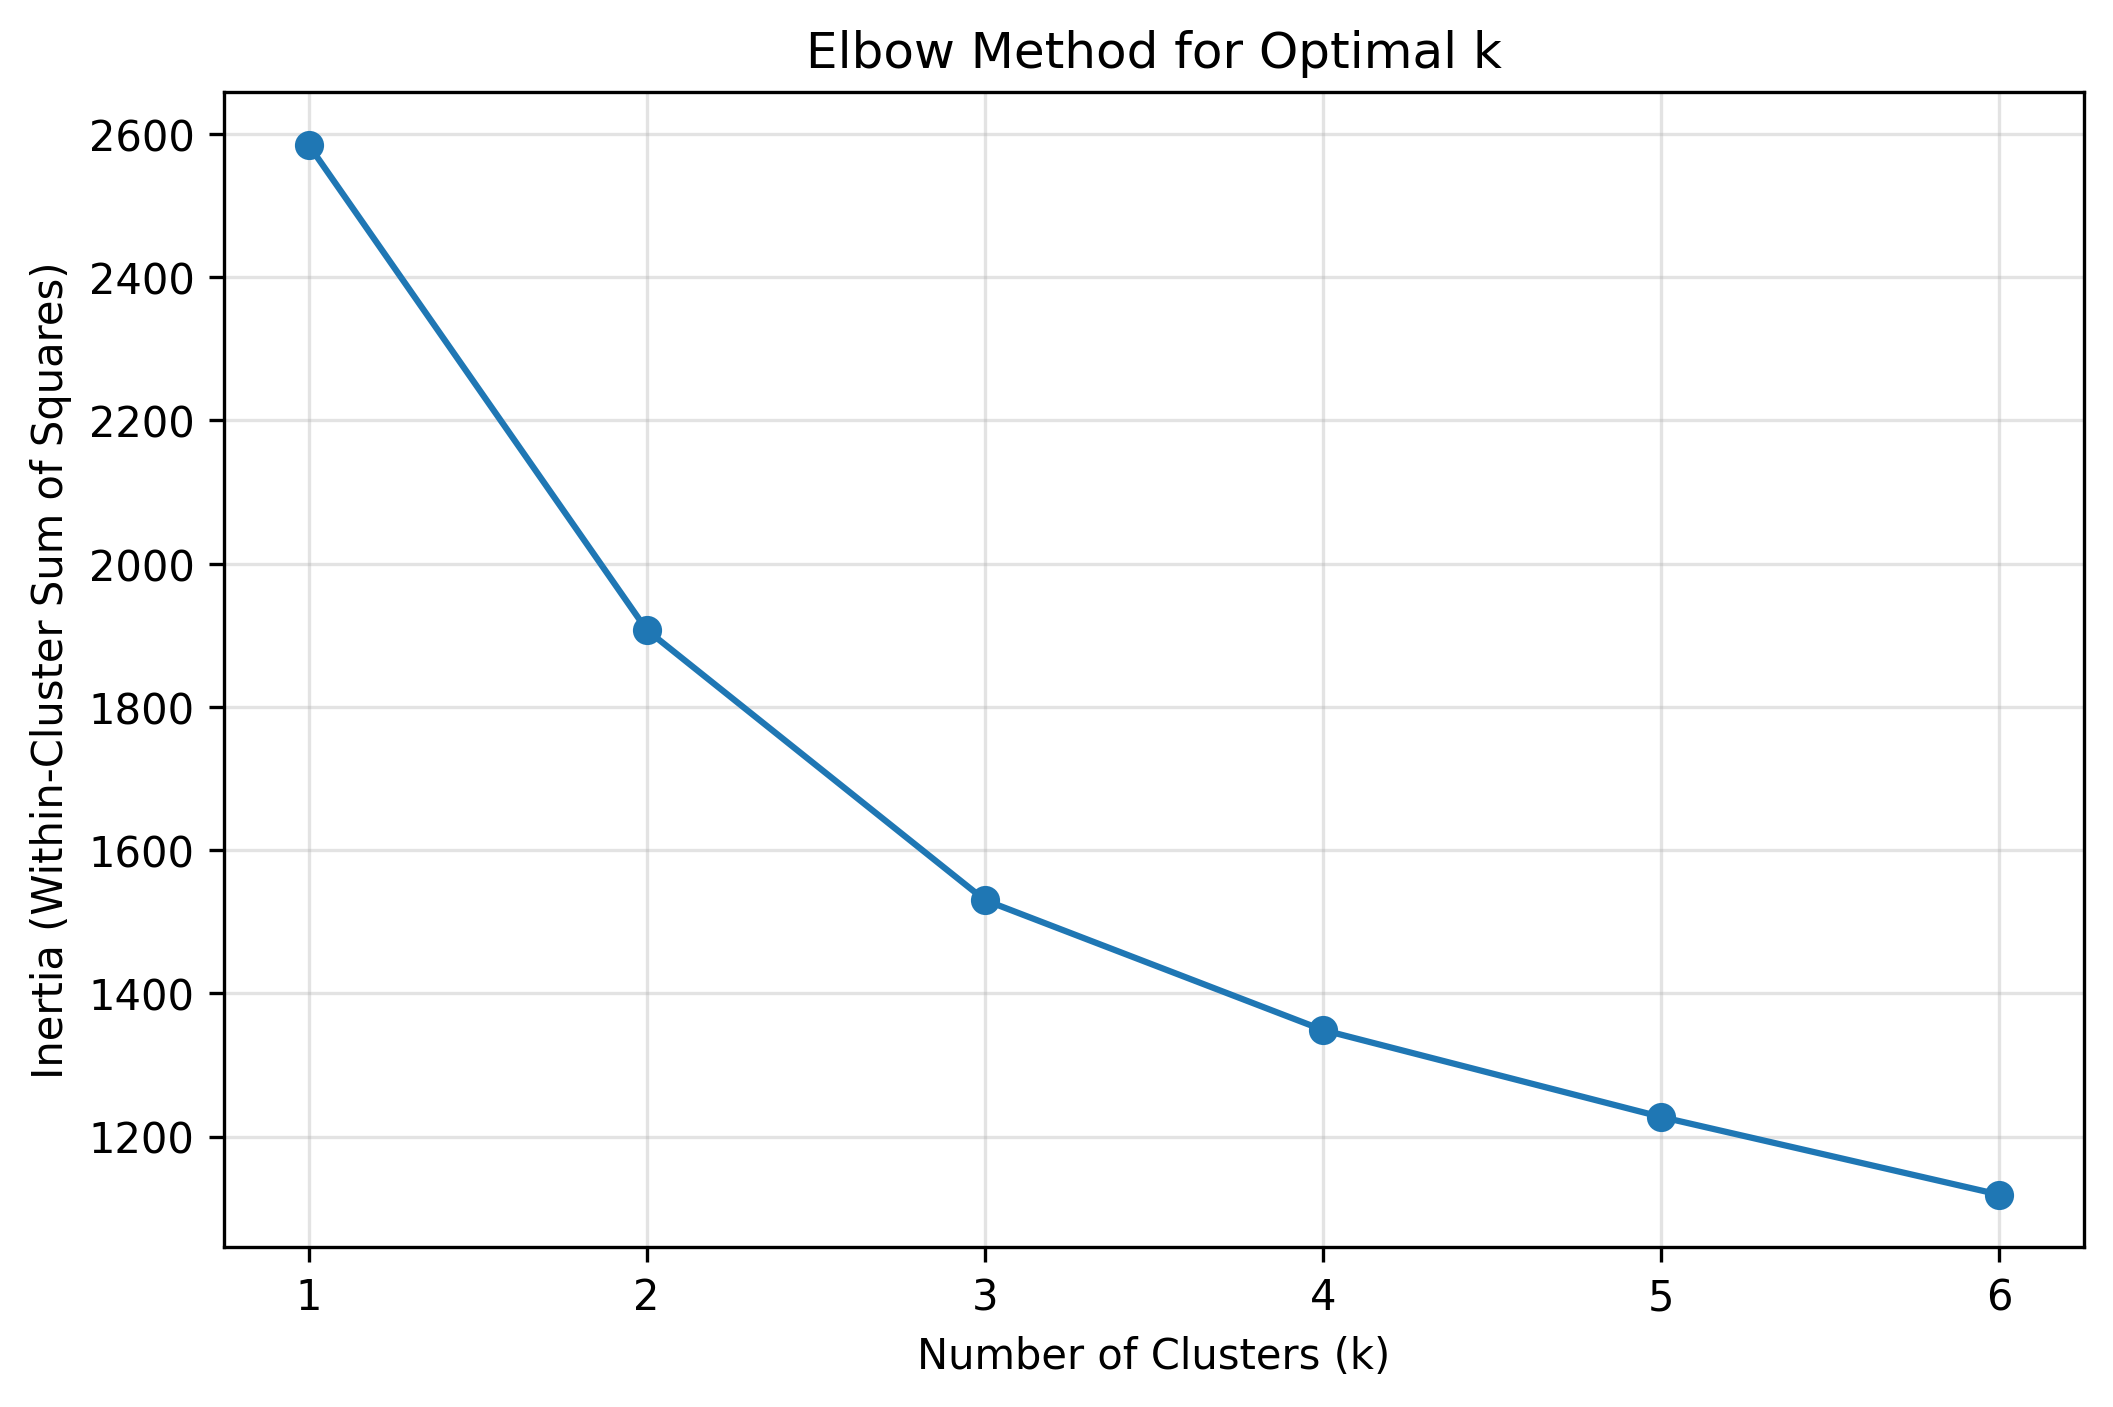 Elbow Method for Optimal k
Inertia (Within-Cluster Sum of Squares)
2600
2400
2200
2000
1800
1600
1400
1200
1 2 3 4 5 6
Number of Clusters (k)